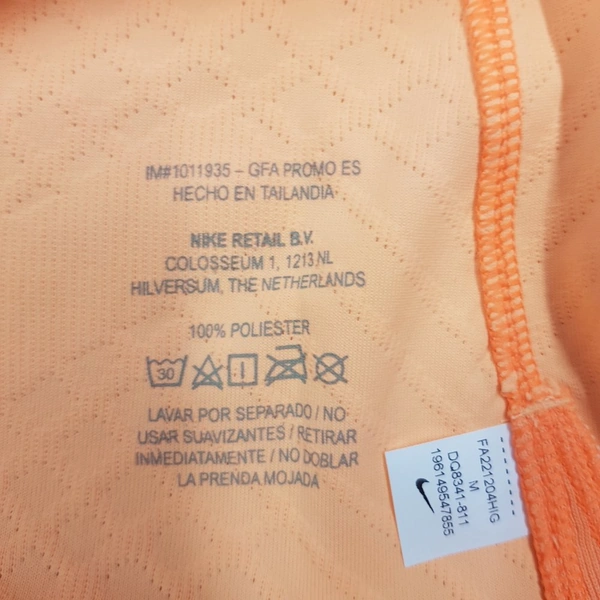 IM#1011935 – GFA PROMO ES
HECHO EN TAILANDIA
NIKE RETAIL B.V.
COLOSSEUM 1, 1213 NL
HILVERSUM, THE NETHERLANDS
100% POLIESTER
30
LAVAR POR SEPARADO / NO
USAR SUAVIZANTES / RETIRAR
INMEDIATAMENTE / NO DOBLAR
LA PRENDA MOJADA
FA221204HIG
M
DQ8341-811
196149547855